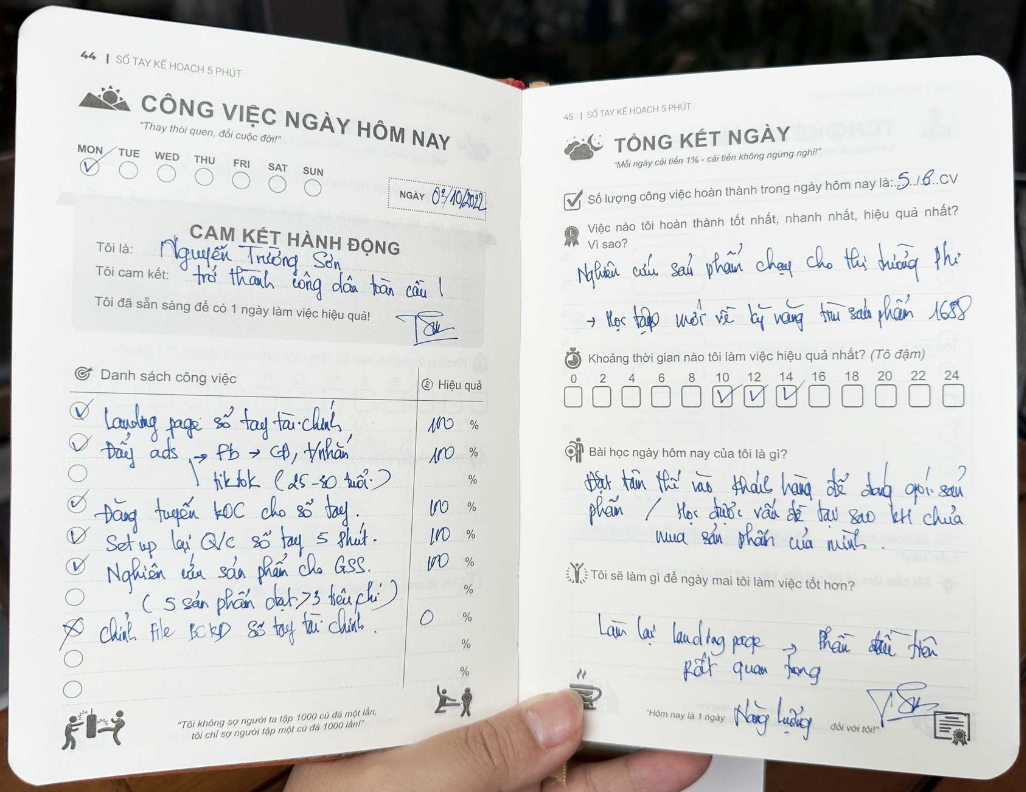 44 | SỔ TAY KẾ HOẠCH 5 PHÚT
CÔNG VIỆC NGÀY HÔM NAY
"Thay thói quen, đổi cuộc đời!"
MON TUE WED THU FRI SAT SUN
NGÀY 03/10/2022
CAM KẾT HÀNH ĐỘNG
Tôi là: Nguyễn Trường Sơn
Tôi cam kết: trở thành công dân toàn cầu!
Tôi đã sẵn sàng để có 1 ngày làm việc hiệu quả!
Danh sách công việc Hiệu quả
Landing page sổ tay tài chính 100 %
Đẩy ads → Fb → CĐ, t/nhắn 100 %
tiktok (25-30 tuổi) %
Đăng tuyển KOC cho sổ tay. 100 %
Set up lại Q/c sổ tay 5 phút. 100 %
Nghiên cứu sản phẩm cho GSS. 100 %
(5 sản phẩm đạt >3 tiêu chí) %
Chỉnh file BCKD sổ tay tài chính. 0 %
%
%
"Tôi không sợ người ta tập 1000 cú đá một lần,
tôi chỉ sợ người tập một cú đá 1000 lần!"
45 | SỔ TAY KẾ HOẠCH 5 PHÚT
TỔNG KẾT NGÀY
"Mỗi ngày cải tiến 1% - cải tiến không ngừng nghỉ!"
Số lượng công việc hoàn thành trong ngày hôm nay là: 5../6..CV
Việc nào tôi hoàn thành tốt nhất, nhanh nhất, hiệu quả nhất?
Vì sao?
Nghiên cứu sản phẩm chạy cho thị trường Phi
→ Học tập mới về kỹ năng tìm sản phẩm 1688
Khoảng thời gian nào tôi làm việc hiệu quả nhất? (Tô đậm)
0 2 4 6 8 10 12 14 16 18 20 22 24
Bài học ngày hôm nay của tôi là gì?
Đặt tâm thế vào khách hàng để đóng gói sản
phẩm / Học được vấn đề tại sao KH chưa
mua sản phẩm của mình.
Tôi sẽ làm gì để ngày mai tôi làm việc tốt hơn?
Làm lại landing page → Phần đầu tiên
rất quan trọng
"Hôm nay là 1 ngày Năng lượng đối với tôi!"